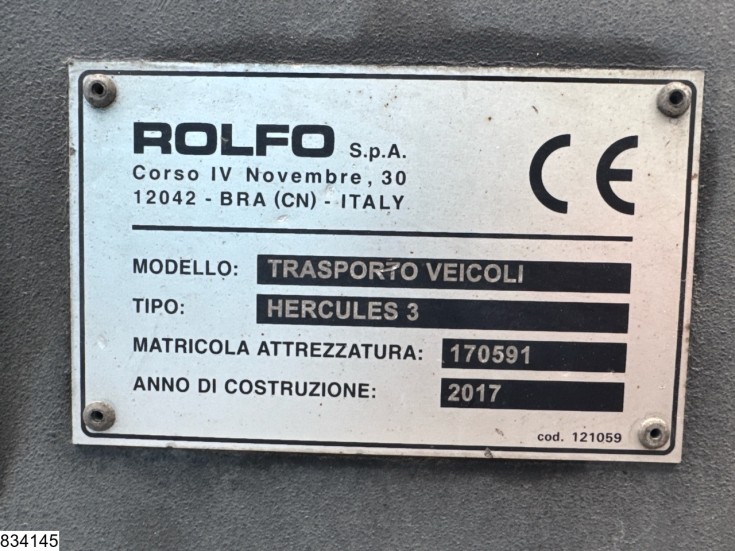 ROLFO S.p.A.
Corso IV Novembre, 30
12042 - BRA (CN) - ITALY
CE
MODELLO: TRASPORTO VEICOLI
TIPO: HERCULES 3
MATRICOLA ATTREZZATURA: 170591
ANNO DI COSTRUZIONE: 2017
cod. 121059
834145